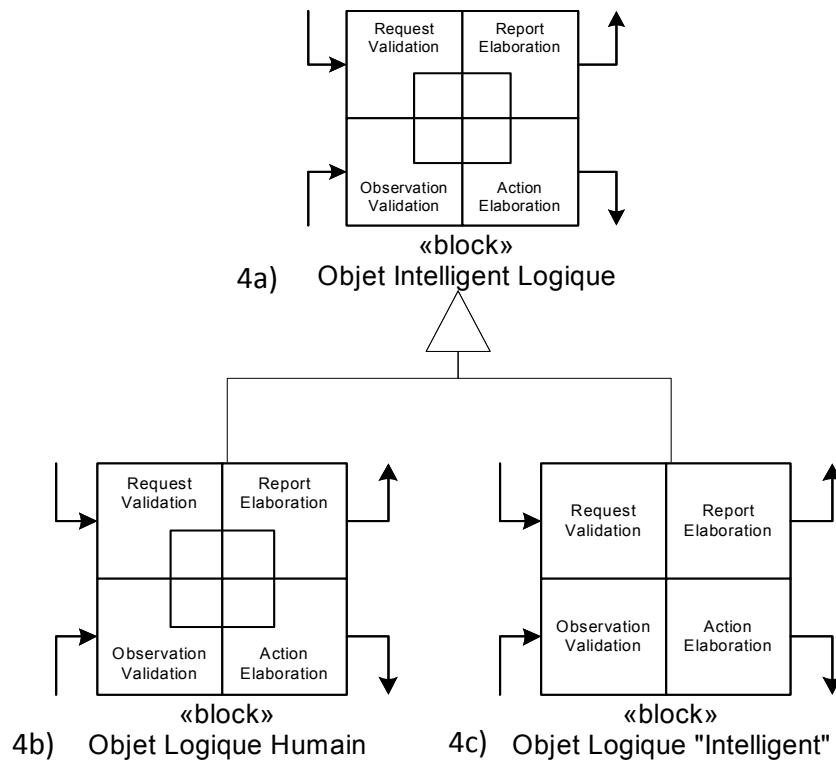 Request
Validation
Report
Elaboration
Observation
Validation
Action
Elaboration
«block»
4a) Objet Intelligent Logique
Request
Validation
Report
Elaboration
Observation
Validation
Action
Elaboration
«block»
4b) Objet Logique Humain
Request
Validation
Report
Elaboration
Observation
Validation
Action
Elaboration
«block»
4c) Objet Logique "Intelligent"